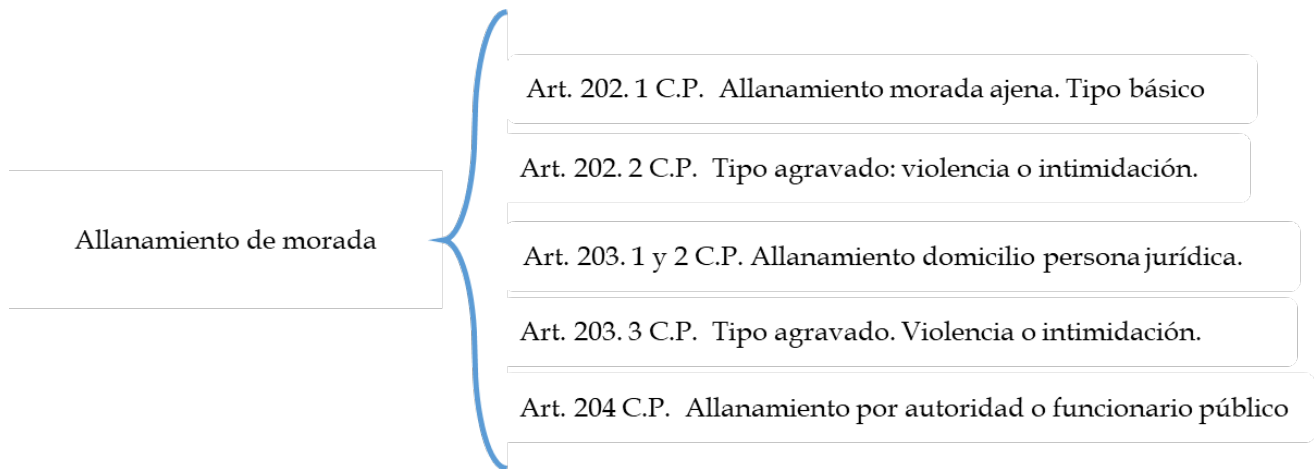 Allanamiento de morada
Art. 202. 1 C.P. Allanamiento morada ajena. Tipo básico
Art. 202. 2 C.P. Tipo agravado: violencia o intimidación.
Art. 203. 1 y 2 C.P. Allanamiento domicilio persona jurídica.
Art. 203. 3 C.P. Tipo agravado. Violencia o intimidación.
Art. 204 C.P. Allanamiento por autoridad o funcionario público